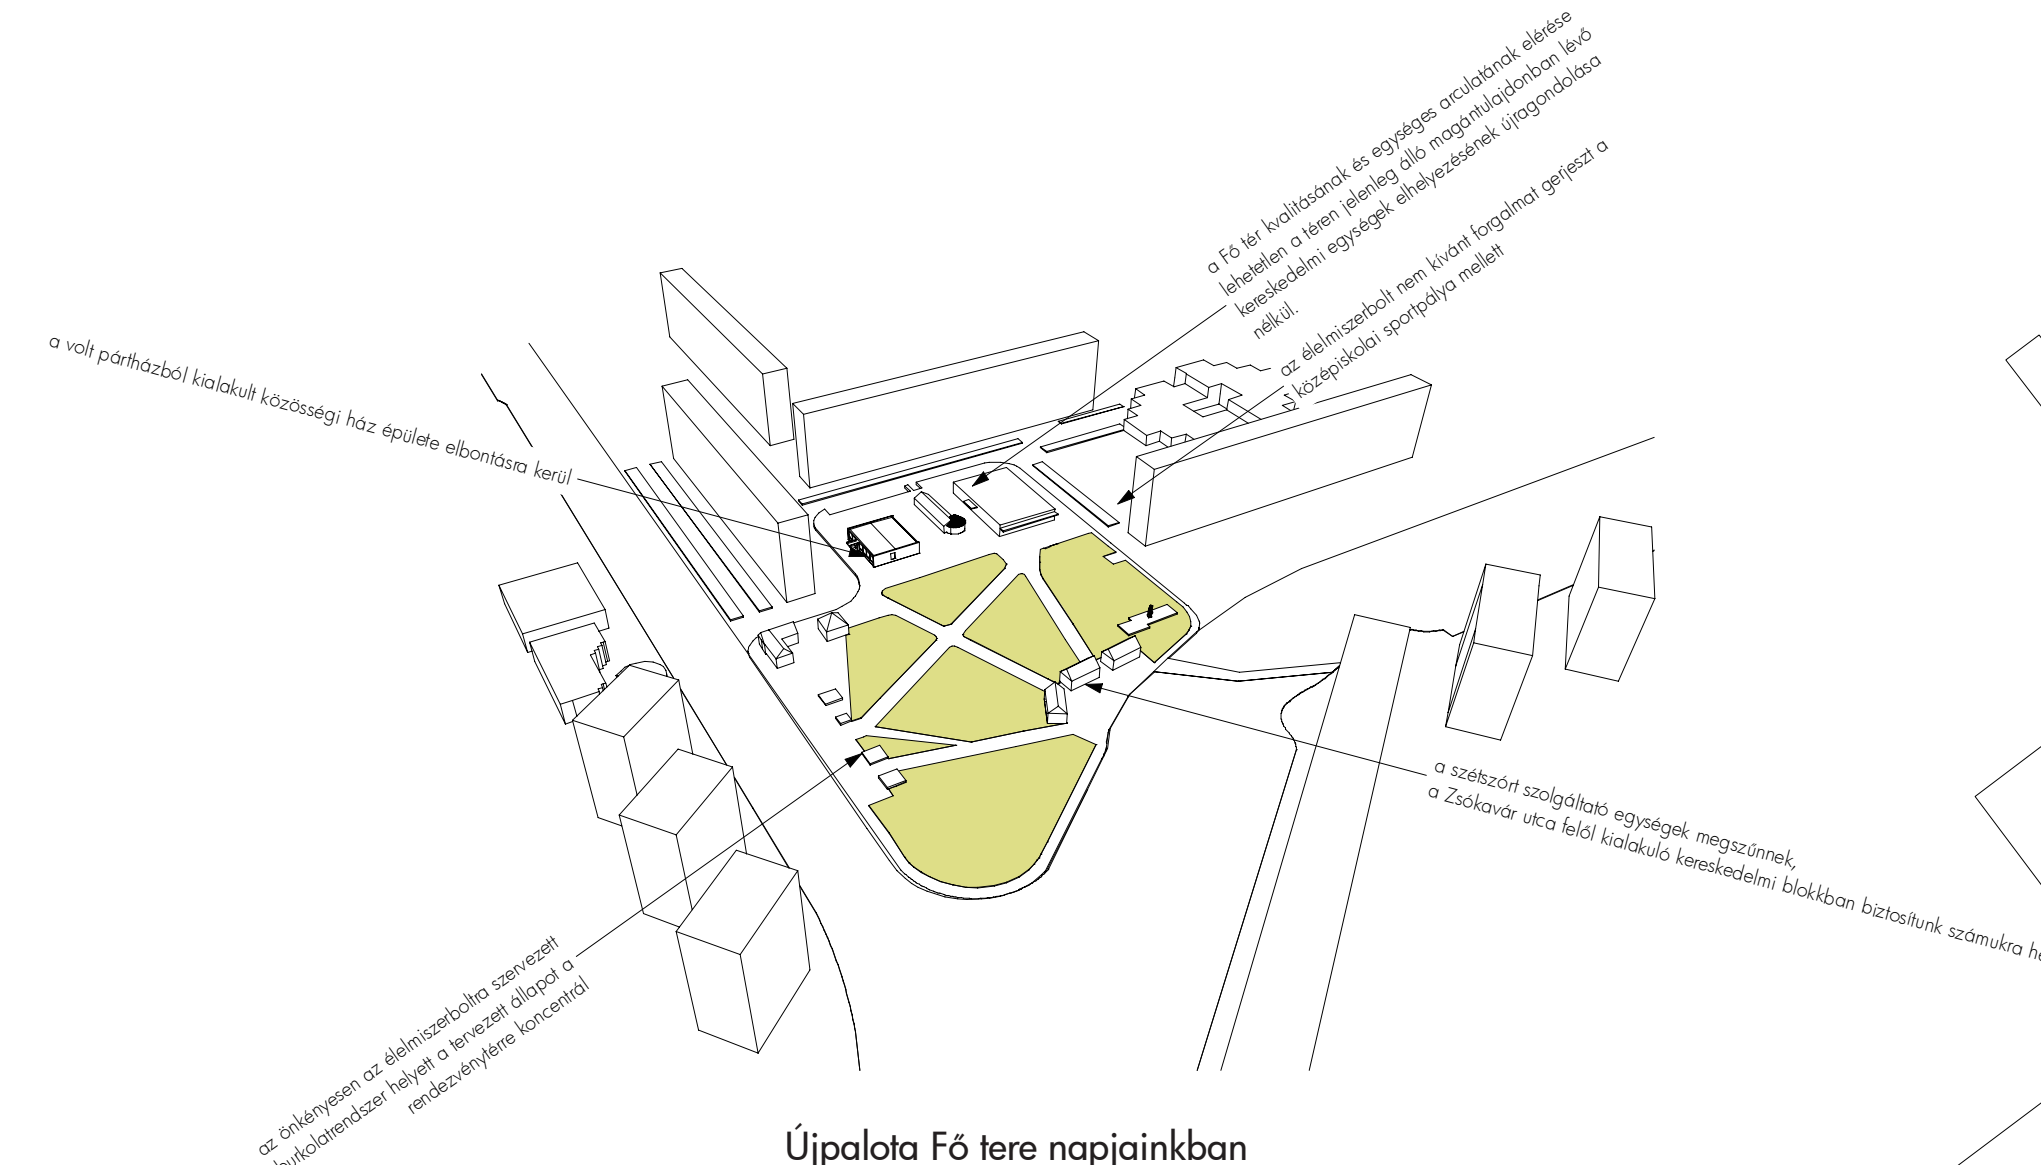 a Fő tér kvalitásának és egységes arculatának elérése
lehetetlen a téren jelenleg álló magántulajdonban lévő
kereskedelmi egységek elhelyezésének újragondolása
nélkül.
az élelmiszerbolt nem kívánt forgalmat gerjeszt a
középiskolai sportpálya mellett
a volt pártházból kialakult közösségi ház épülete elbontásra kerül
a szétszórt szolgáltató egységek megszűnnek,
a Zsókavár utca felől kialakuló kereskedelmi blokkban biztosítunk számukra
az önkényesen az élelmiszerboltra szervezett
burkolatrendszer helyett a tervezett állapot a
rendezvénytérre koncentrál
Újpalota Fő tere napjainkban